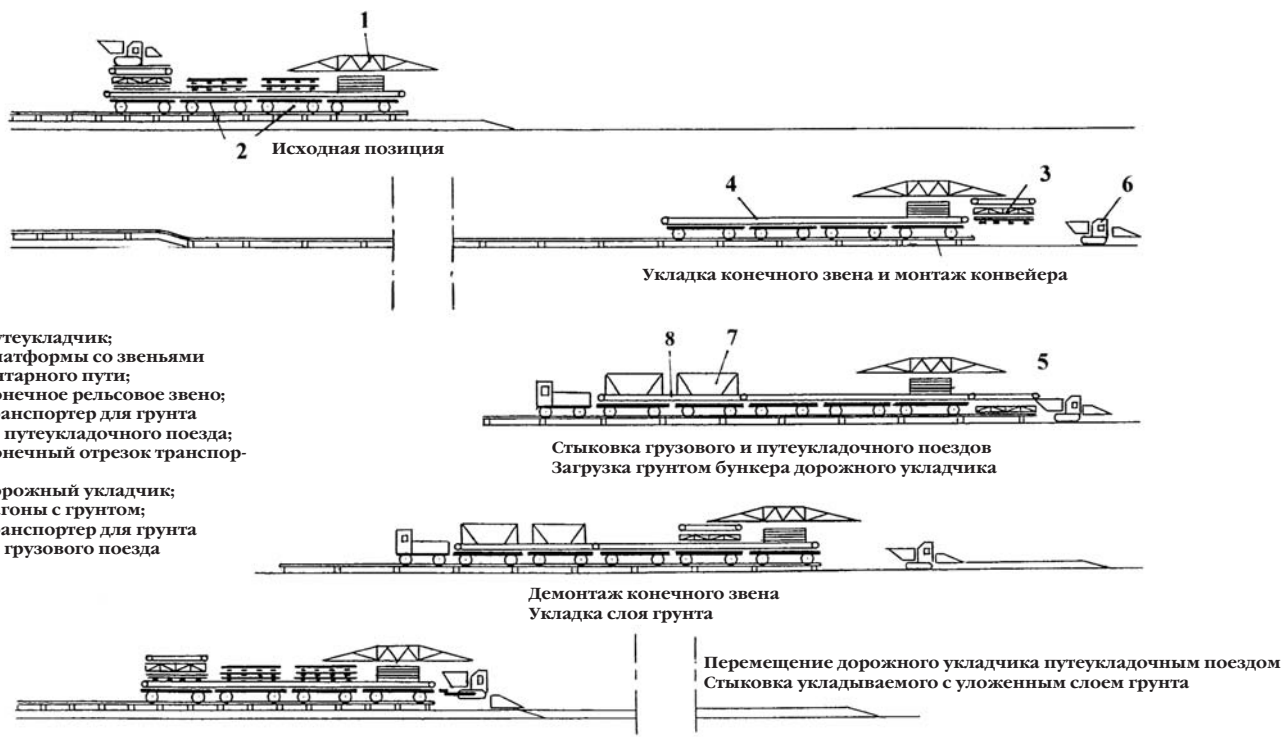 1
2
Исходная позиция
4
3
6
Укладка конечного звена и монтаж конвейера
утеукладчик;
латформы со звеньями
нтарного пути;
онечное рельсовое звено;
ранспортер для грунта
путеукладочного поезда;
онечный отрезок транспор-
орожный укладчик;
агоны с грунтом;
ранспортер для грунта
грузового поезда
8
7
5
Стыковка грузового и путеукладочного поездов
Загрузка грунтом бункера дорожного укладчика
Демонтаж конечного звена
Укладка слоя грунта
Перемещение дорожного укладчика путеукладочным поездом
Стыковка укладываемого с уложенным слоем грунта